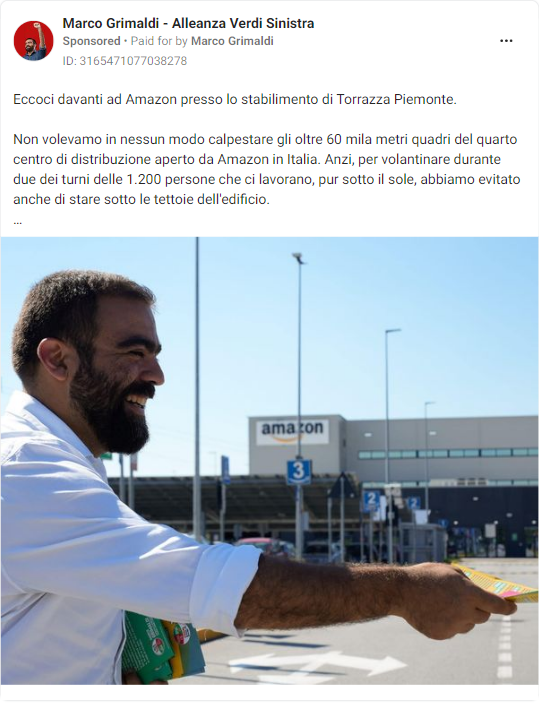 Marco Grimaldi - Alleanza Verdi Sinistra
Sponsored • Paid for by Marco Grimaldi
ID: 3165471077038278
Eccoci davanti ad Amazon presso lo stabilimento di Torrazza Piemonte.
Non volevamo in nessun modo calpestare gli oltre 60 mila metri quadri del quarto
centro di distribuzione aperto da Amazon in Italia. Anzi, per volantinare durante
due dei turni delle 1.200 persone che ci lavorano, pur sotto il sole, abbiamo evitato
anche di stare sotto le tettoie dell'edificio.
...
amazon
3
2
2